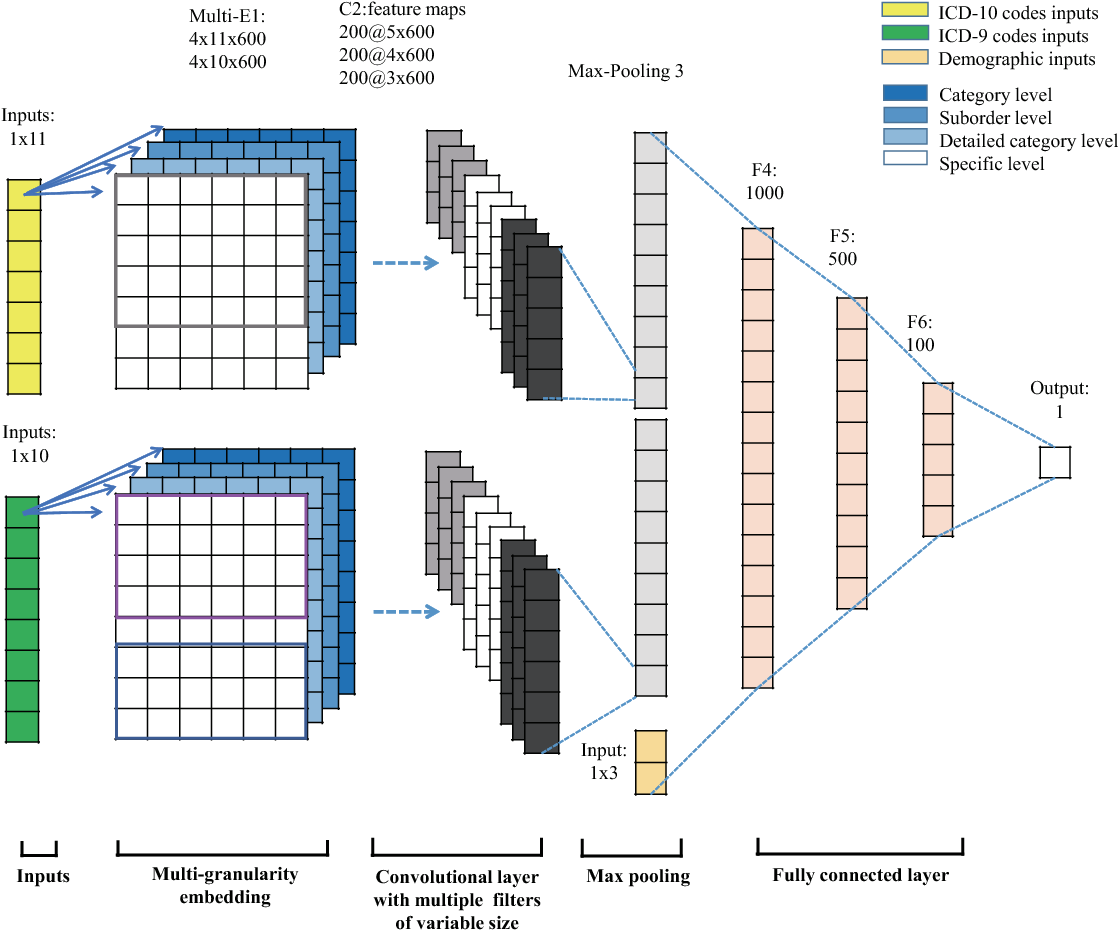 Multi-E1:
4x11x600
4x10x600
C2:feature maps
200@5x600
200@4x600
200@3x600
Max-Pooling 3
ICD-10 codes inputs
ICD-9 codes inputs
Demographic inputs
Category level
Suborder level
Detailed category level
Specific level
Inputs:
1x11
F4:
1000
F5:
500
F6:
100
Output:
1
Inputs:
1x10
Input:
1x3
Inputs
Multi-granularity
embedding
Convolutional layer
with multiple filters
of variable size
Max pooling
Fully connected layer